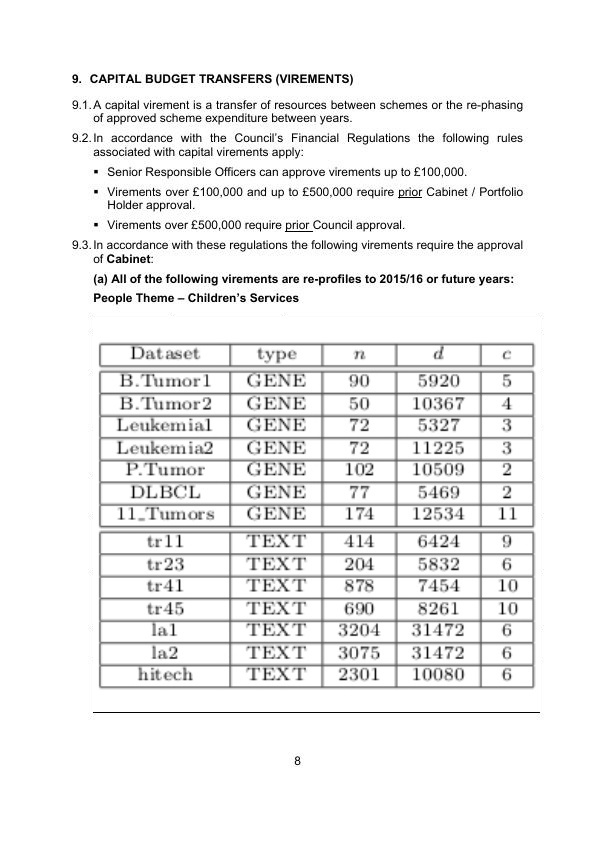 9. CAPITAL BUDGET TRANSFERS (VIREMENTS)
9.1. A capital virement is a transfer of resources between schemes or the re-phasing
of approved scheme expenditure between years.
9.2. In accordance with the Council's Financial Regulations the following rules
associated with capital virements apply:
▪ Senior Responsible Officers can approve virements up to £100,000.
▪ Virements over £100,000 and up to £500,000 require prior Cabinet / Portfolio
Holder approval.
▪ Virements over £500,000 require prior Council approval.
9.3. In accordance with these regulations the following virements require the approval
of Cabinet:
(a) All of the following virements are re-profiles to 2015/16 or future years:
People Theme – Children's Services
Dataset type n d c
B.Tumor1 GENE 90 5920 5
B.Tumor2 GENE 50 10367 4
Leukemia1 GENE 72 5327 3
Leukemia2 GENE 72 11225 3
P.Tumor GENE 102 10509 2
DLBCL GENE 77 5469 2
11_Tumors GENE 174 12534 11
tr11 TEXT 414 6424 9
tr23 TEXT 204 5832 6
tr41 TEXT 878 7454 10
tr45 TEXT 690 8261 10
la1 TEXT 3204 31472 6
la2 TEXT 3075 31472 6
hitech TEXT 2301 10080 6
8